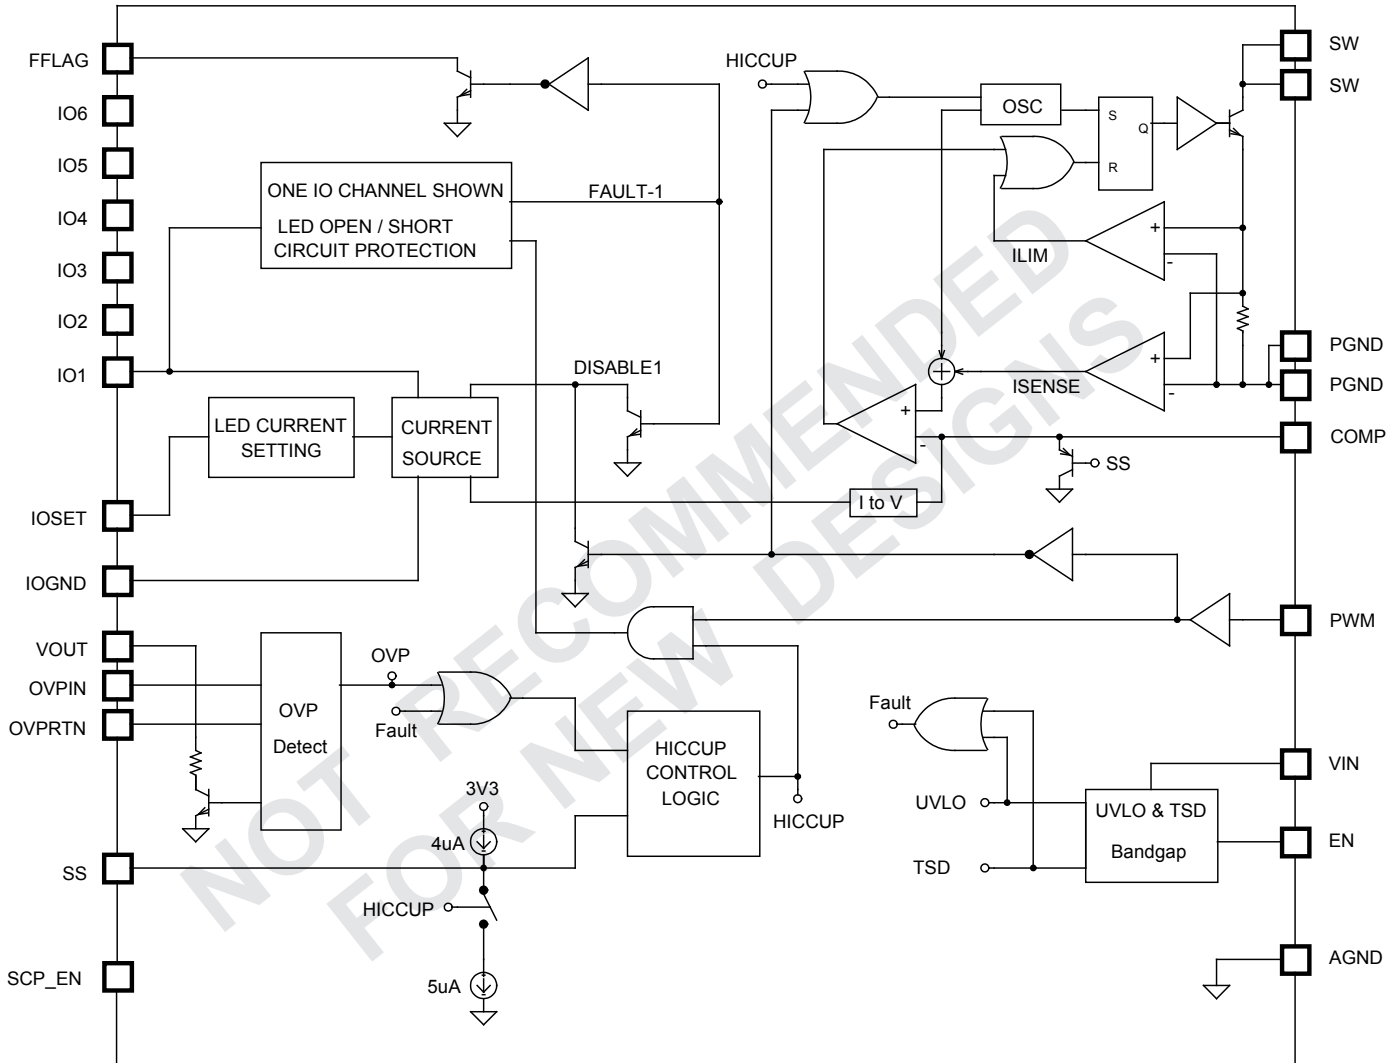 FFLAG
IO6
IO5
IO4
IO3
IO2
IO1
IOSET
IOGND
VOUT
OVPIN
OVPRTN
SS
SCP_EN
ONE IO CHANNEL SHOWN
LED OPEN / SHORT
CIRCUIT PROTECTION
FAULT-1
DISABLE1
LED CURRENT
SETTING
CURRENT
SOURCE
I to V
HICCUP
OSC
S
Q
R
+
-
ILIM
+
-
ISENSE
+
+
-
SS
SW
SW
PGND
PGND
COMP
PWM
VIN
EN
AGND
OVP
Detect
OVP
Fault
HICCUP
CONTROL
LOGIC
HICCUP
3V3
4uA
HICCUP
5uA
Fault
UVLO
TSD
UVLO & TSD
Bandgap
NOT RECOMMENDED
FOR NEW DESIGNS